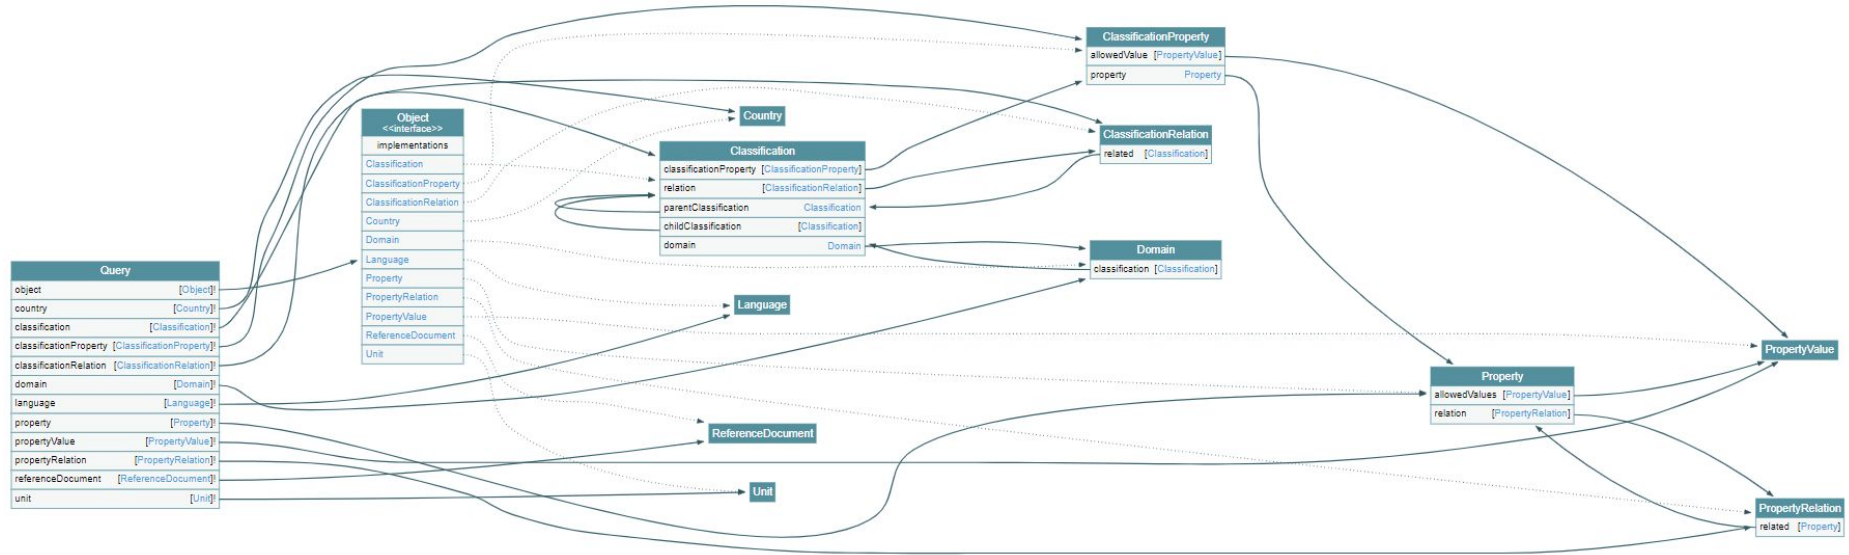 Query
object [Object]!
country [Country]!
classification [Classification]!
classificationProperty [ClassificationProperty]!
classificationRelation [ClassificationRelation]!
domain [Domain]!
language [Language]!
property [Property]!
propertyValue [PropertyValue]!
propertyRelation [PropertyRelation]!
referenceDocument [ReferenceDocument]!
unit [Unit]!
Object
<<interface>>
implementations
Classification
ClassificationProperty
ClassificationRelation
Country
Domain
Language
Property
PropertyRelation
PropertyValue
ReferenceDocument
Unit
Country
Classification
classificationProperty [ClassificationProperty]
relation [ClassificationRelation]
parentClassification Classification
childClassification [Classification]
domain Domain
Language
ReferenceDocument
Unit
ClassificationProperty
allowedValue [PropertyValue]
property Property
ClassificationRelation
related [Classification]
Domain
classification [Classification]
Property
allowedValues [PropertyValue]
relation [PropertyRelation]
PropertyValue
PropertyRelation
related [Property]